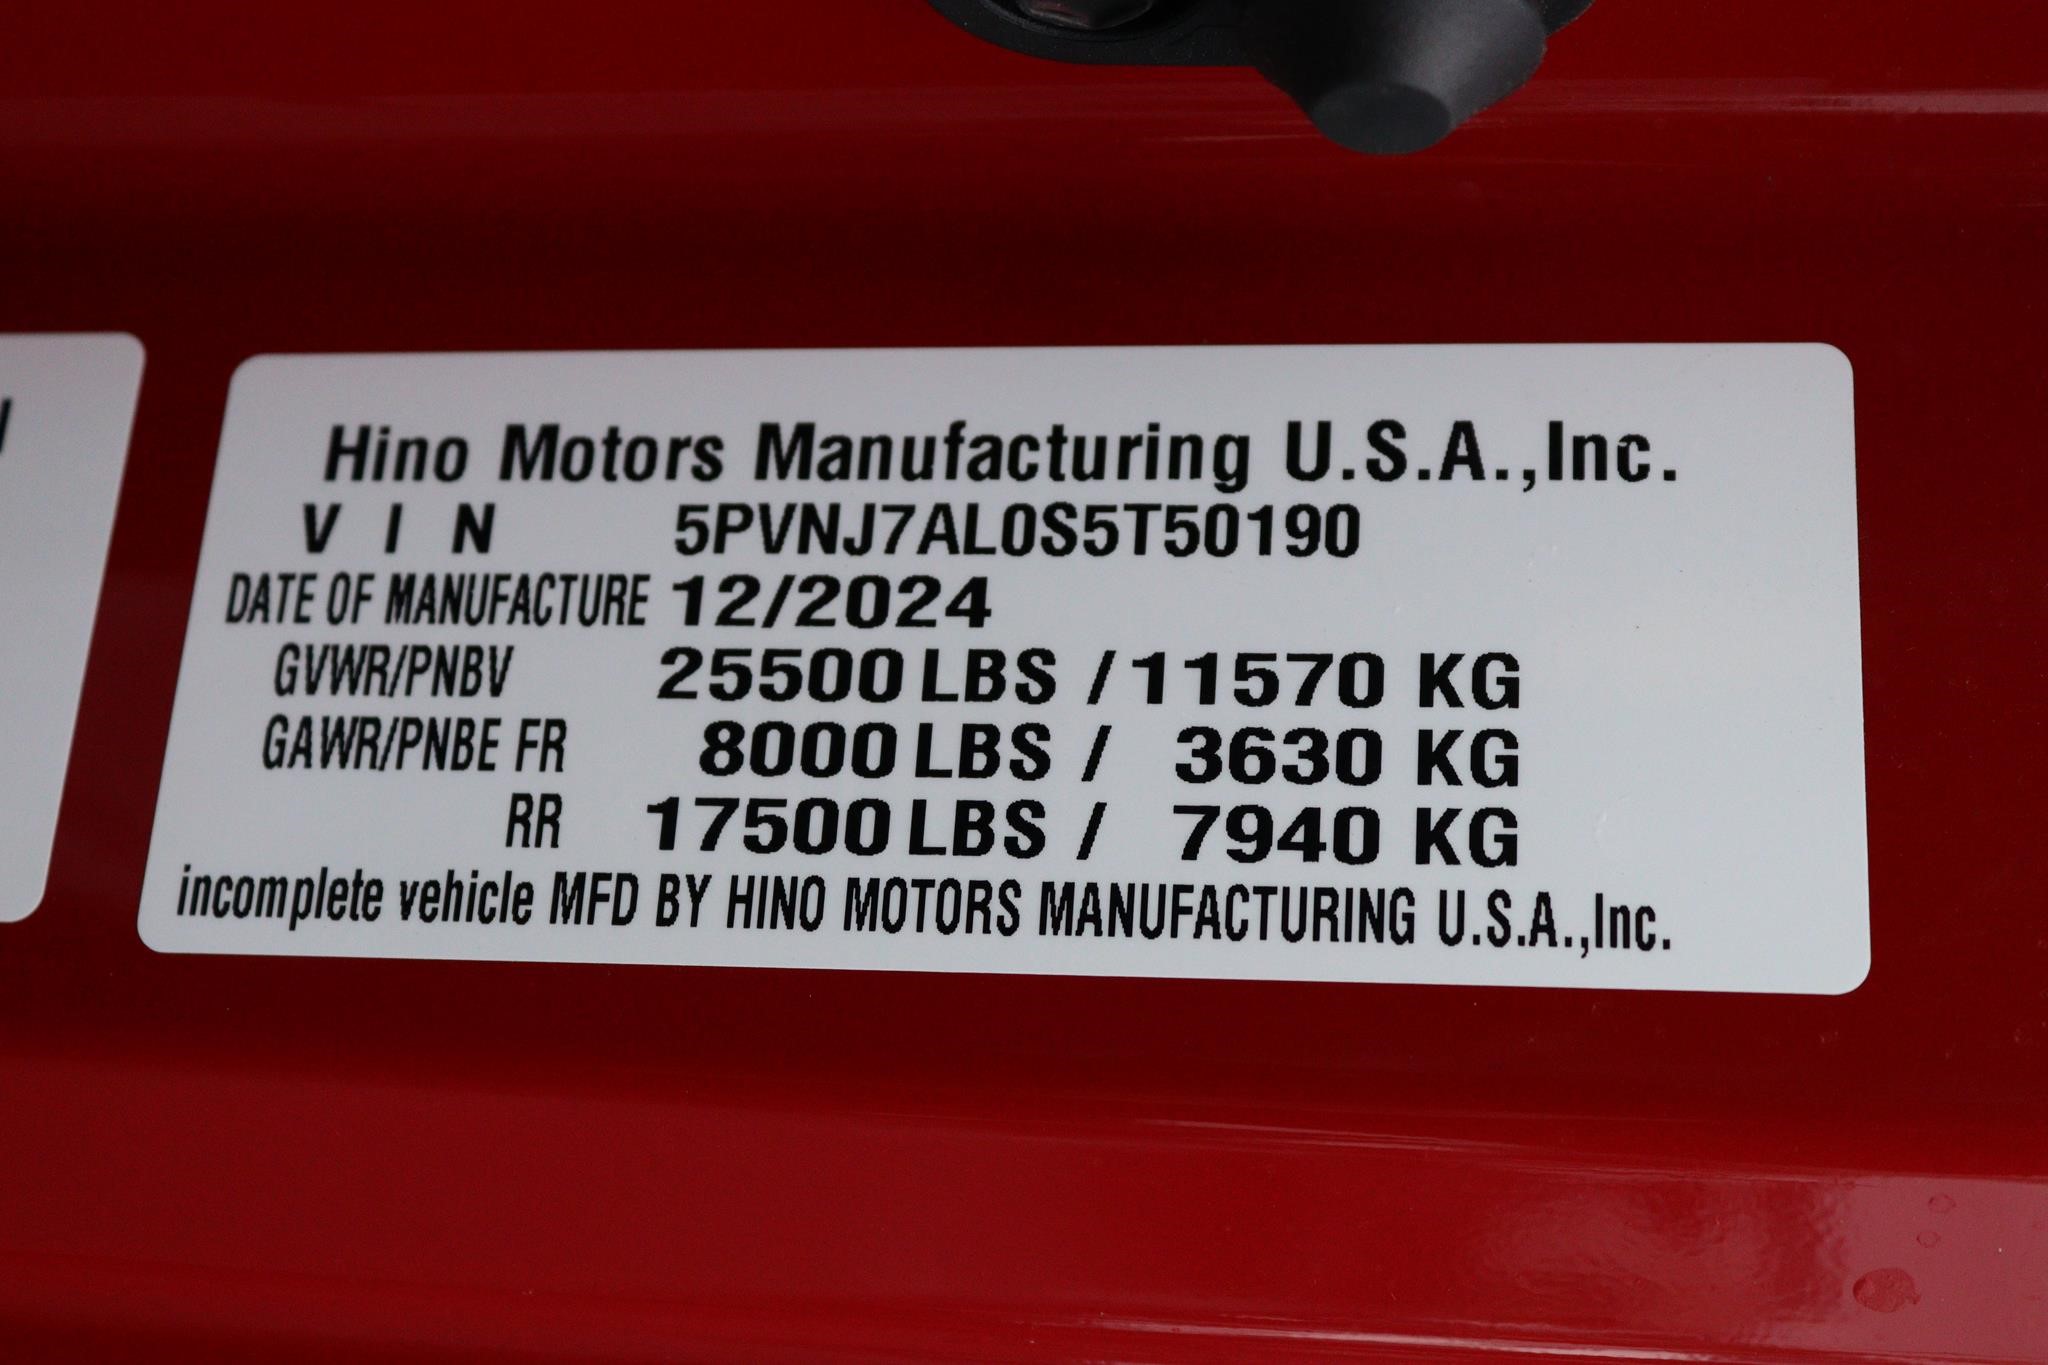 Hino Motors Manufacturing U.S.A.,Inc.
V I N 5PVNJ7AL0S5T50190
DATE OF MANUFACTURE 12/2024
GVWR/PNBV 25500 LBS / 11570 KG
GAWR/PNBE FR 8000 LBS / 3630 KG
RR 17500 LBS / 7940 KG
incomplete vehicle MFD BY HINO MOTORS MANUFACTURING U.S.A.,Inc.